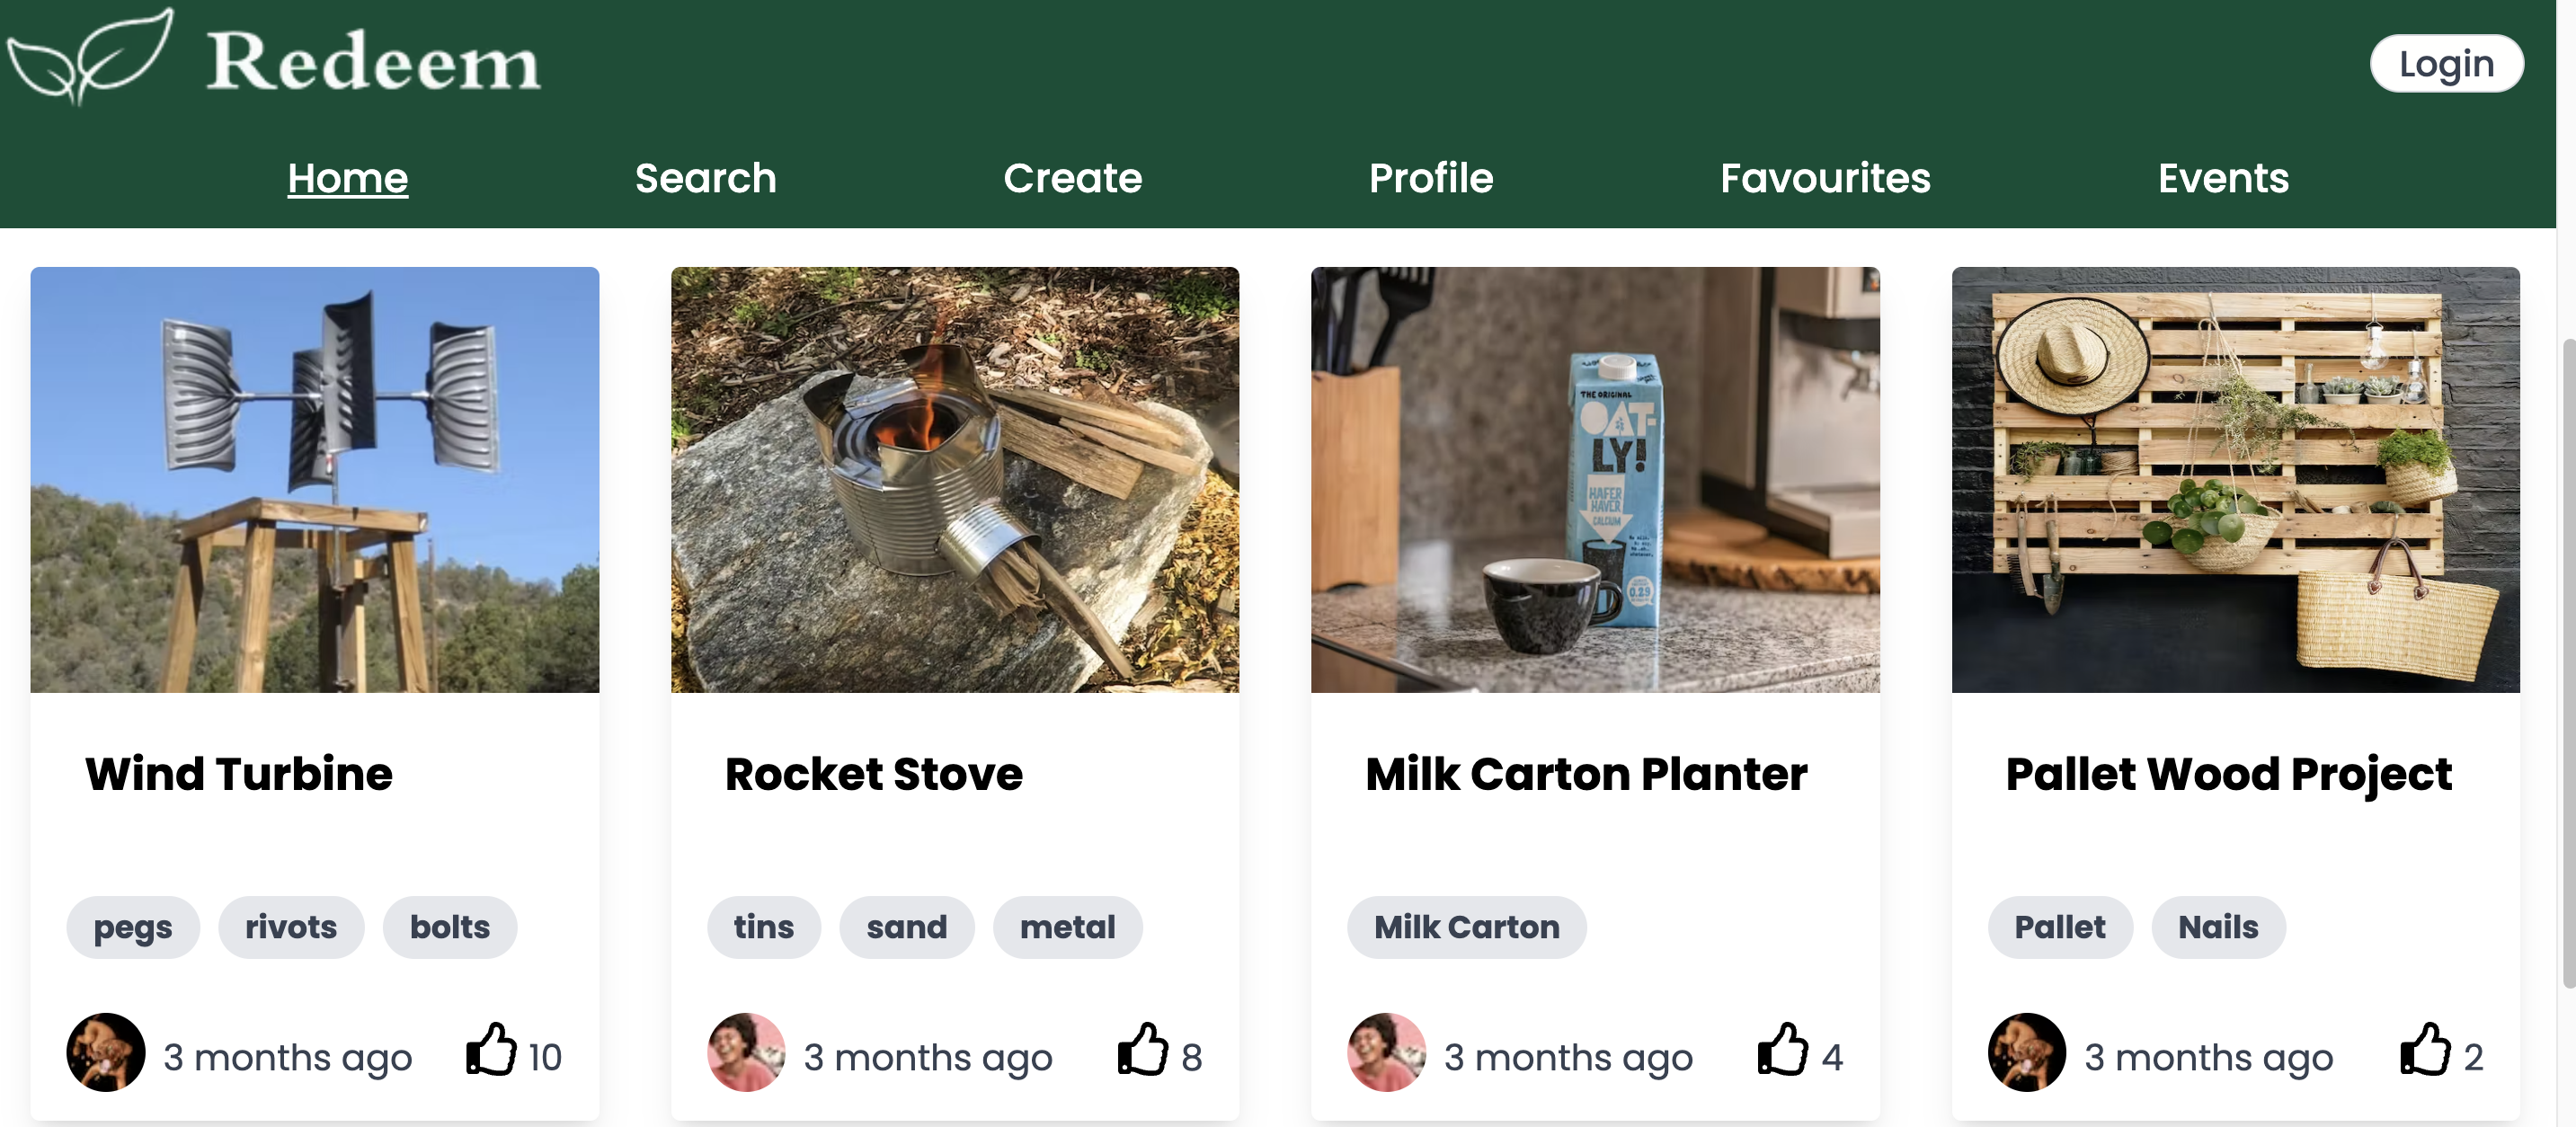 Redeem
Login
Home Search Create Profile Favourites Events
THE ORIGINAL
OAT-
LY!
HAFER
HAVER
CALCIUM
0.29
Wind Turbine
Rocket Stove
Milk Carton Planter
Pallet Wood Project
pegs rivots bolts
tins sand metal
Milk Carton
Pallet Nails
3 months ago 10
3 months ago 8
3 months ago 4
3 months ago 2